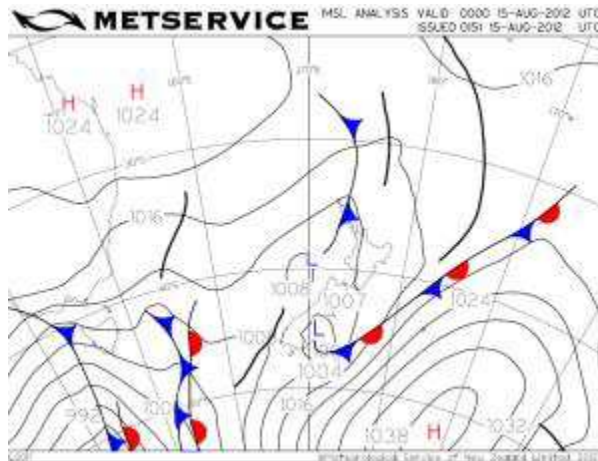 METSERVICE
MSL ANALYSIS VALID 0000 15-AUG-2012 UTC
ISSUED 0151 15-AUG-2012 UTC
1016
H
H
1024
1024
1016
L
1008
1007
1024
L
1004
1016
992
1038
H
1032